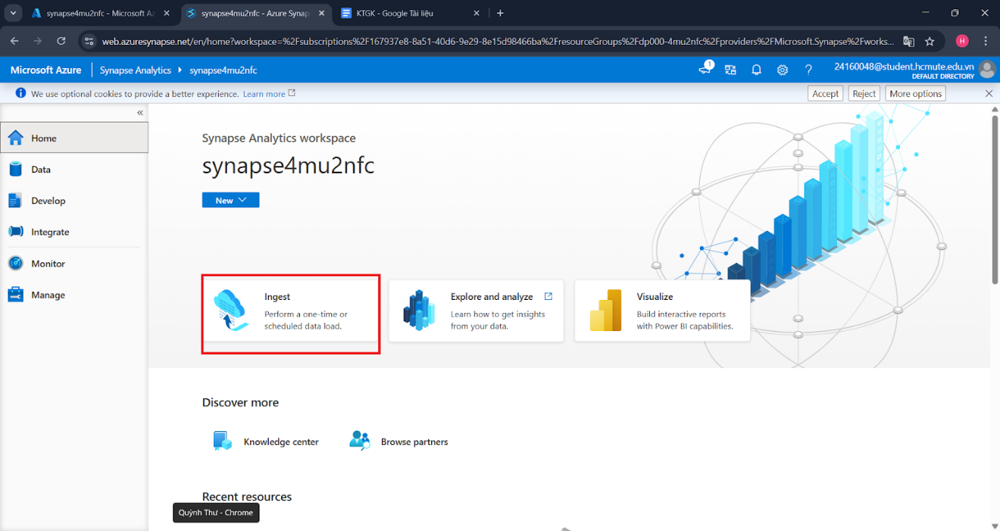 synapse4mu2nfc - Microsoft Az
synapse4mu2nfc - Azure Synap
KTGK - Google Tài liệu
web.azuresynapse.net/en/home?workspace=%2Fsubscriptions%2F167937e8-8a51-40d6-9e29-8e15d98466ba%2FresourceGroups%2Fdp000-4mu2nfc%2Fproviders%2FMicrosoft.Synapse%2Fworks...
H
Microsoft Azure
Synapse Analytics
synapse4mu2nfc
1
24160048@student.hcmute.edu.vn
DEFAULT DIRECTORY
We use optional cookies to provide a better experience. Learn more
Accept
Reject
More options
Home
Data
Develop
Integrate
Monitor
Manage
Synapse Analytics workspace
synapse4mu2nfc
New
Ingest
Perform a one-time or
scheduled data load.
Explore and analyze
Learn how to get insights
from your data.
Visualize
Build interactive reports
with Power BI capabilities.
Discover more
Knowledge center
Browse partners
Recent resources
Quỳnh Thư - Chrome